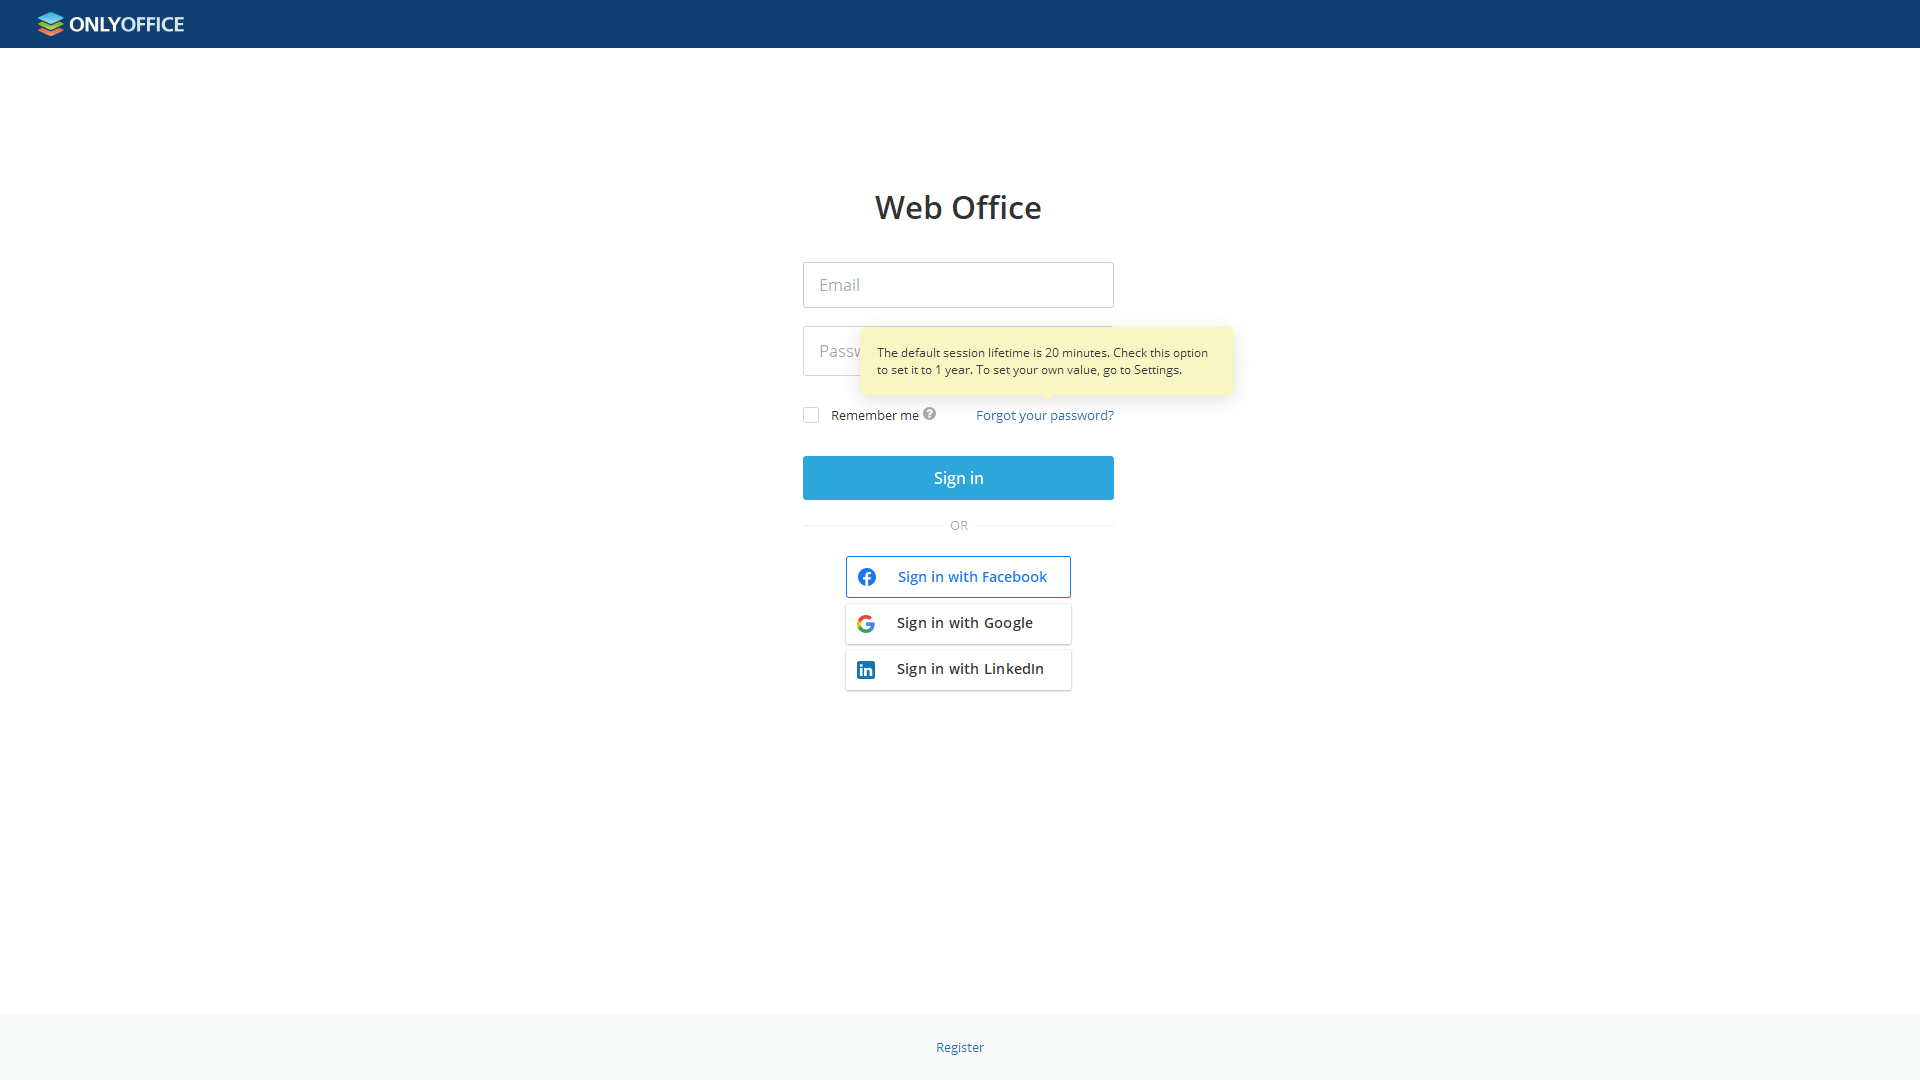 ONLYOFFICE
Web Office
Email
Passw
The default session lifetime is 20 minutes. Check this option
to set it to 1 year. To set your own value, go to Settings.
Remember me ?
Forgot your password?
Sign in
OR
Sign in with Facebook
Sign in with Google
Sign in with LinkedIn
Register